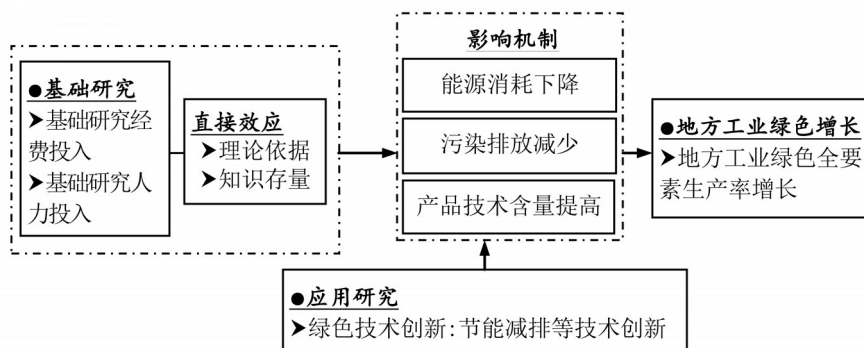 ●基础研究
➤基础研究经
费投入
➤基础研究人
力投入
直接效应
➤理论依据
➤知识存量
影响机制
能源消耗下降
污染排放减少
产品技术含量提高
●地方工业绿色增长
➤地方工业绿色全要
素生产率增长
●应用研究
➤绿色技术创新:节能减排等技术创新